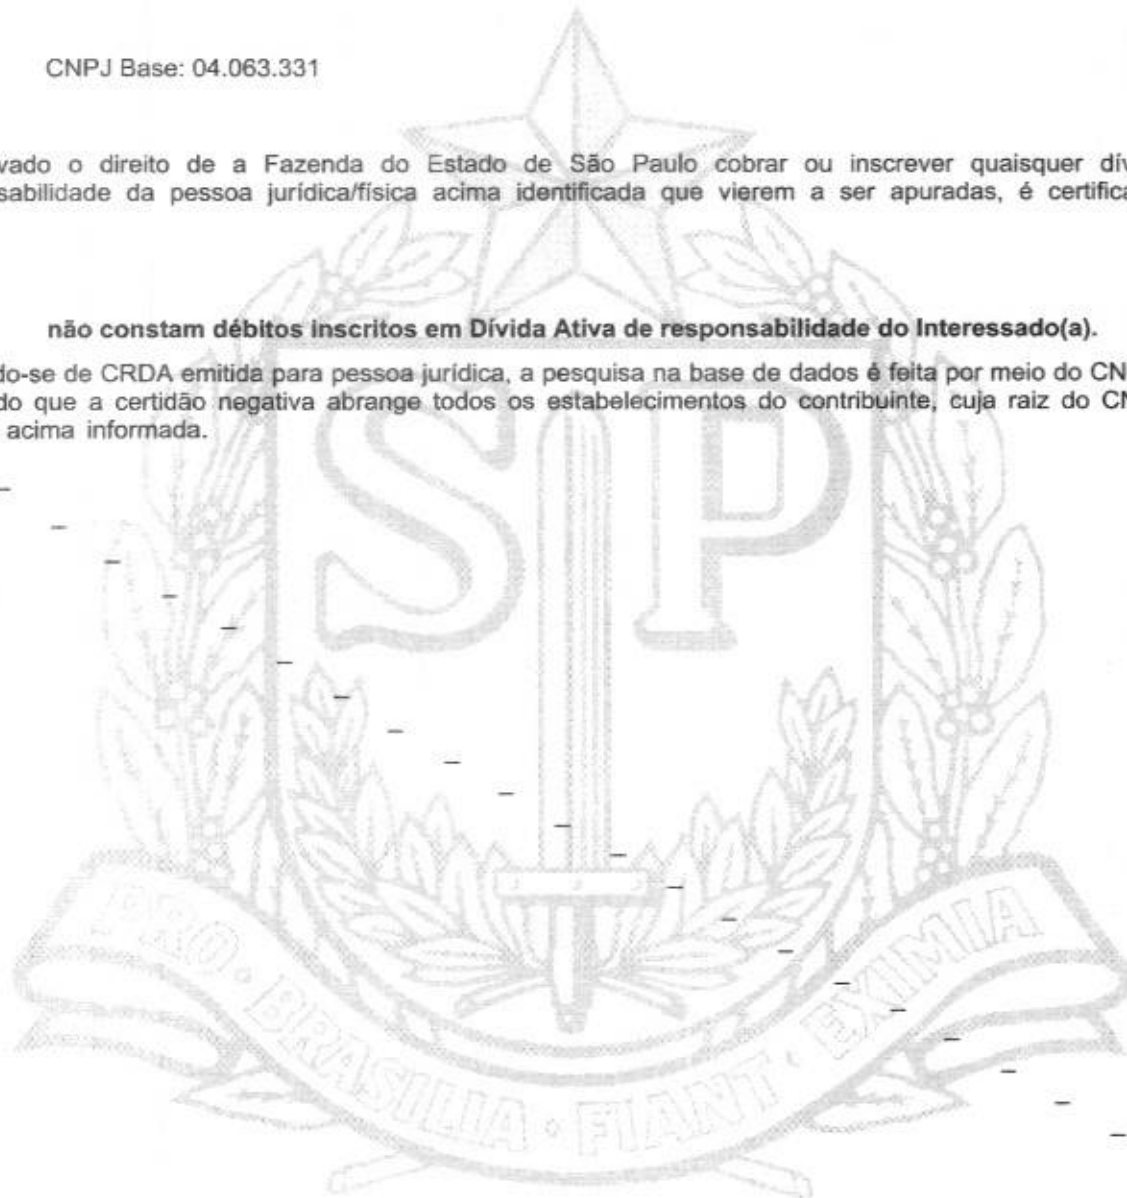 CNPJ Base: 04.063.331
vado o direito de a Fazenda do Estado de São Paulo cobrar ou inscrever quaisquer dív
sabilidade da pessoa jurídica/física acima identificada que vierem a ser apuradas, é certifica
não constam débitos inscritos em Dívida Ativa de responsabilidade do Interessado(a).
do-se de CRDA emitida para pessoa jurídica, a pesquisa na base de dados é feita por meio do CN
do que a certidão negativa abrange todos os estabelecimentos do contribuinte, cuja raiz do CN
acima informada.
SP
PRO · BRASILIA · FIANT · EXIMIA